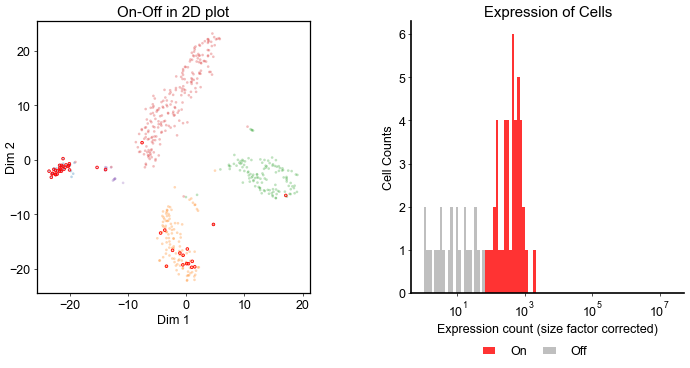 On-Off in 2D plot
Dim 2
20
10
0
−10
−20
−20 −10 0 10 20
Dim 1
Expression of Cells
Cell Counts
6
5
4
3
2
1
0
10^1 10^3 10^5 10^7
Expression count (size factor corrected)
On Off